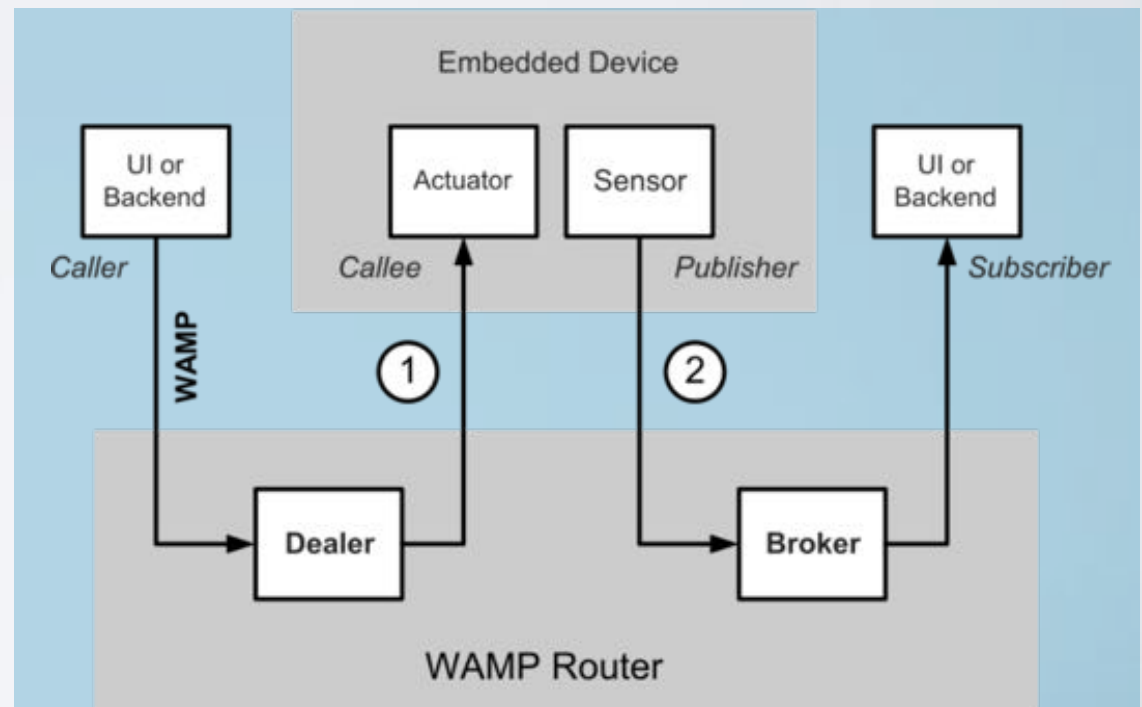 Embedded Device
UI or
Backend
Actuator
Sensor
UI or
Backend
Caller
Callee
Publisher
Subscriber
WAMP
1
2
Dealer
Broker
WAMP Router